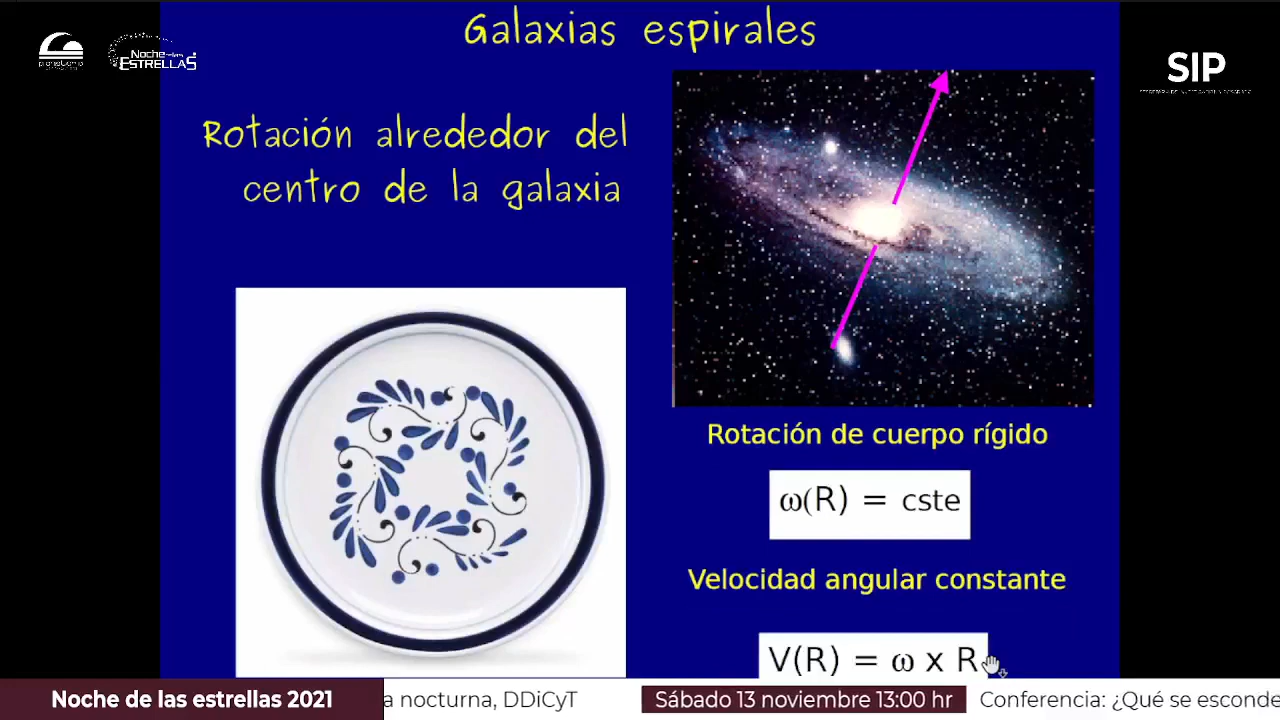 Galaxias espirales
planetario
Noche de las
ESTRELLAS
SIP
Rotación alrededor del
centro de la galaxia
Rotación de cuerpo rígido
ω(R) = cste
Velocidad angular constante
V(R) = ω x R
Noche de las estrellas 2021
a nocturna, DDiCyT
Sábado 13 noviembre 13:00 hr
Conferencia: ¿Qué se esconde